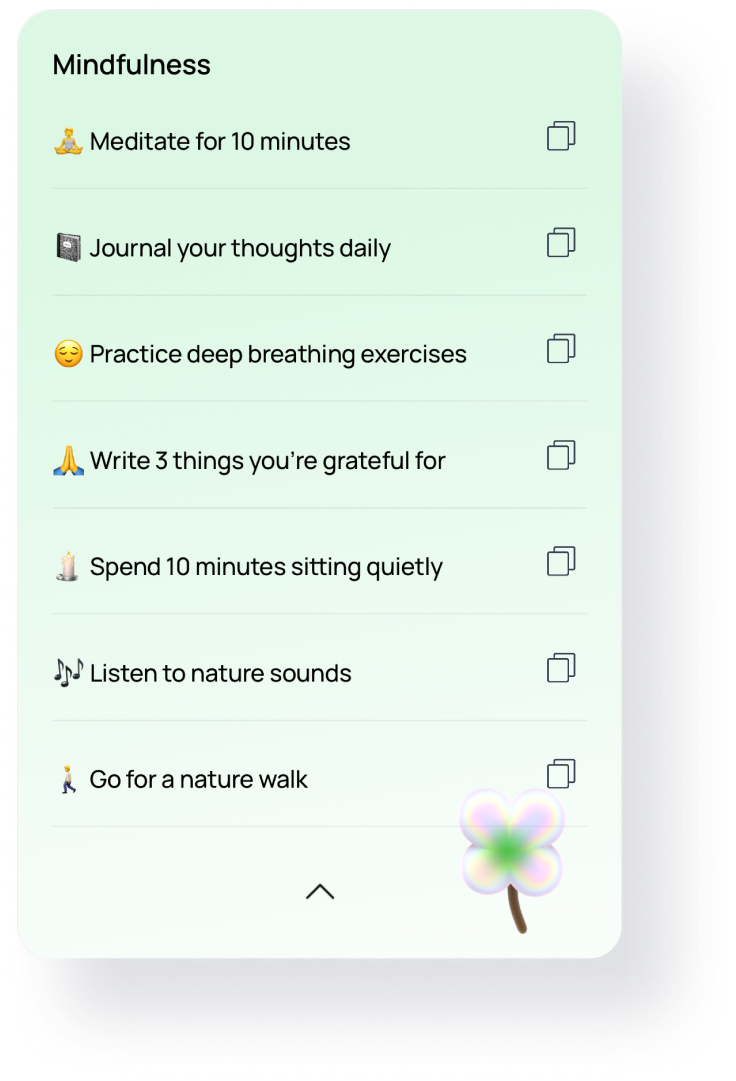 Mindfulness
🧘 Meditate for 10 minutes
📓 Journal your thoughts daily
😌 Practice deep breathing exercises
🙏 Write 3 things you’re grateful for
🕯️ Spend 10 minutes sitting quietly
🎶 Listen to nature sounds
🚶 Go for a nature walk